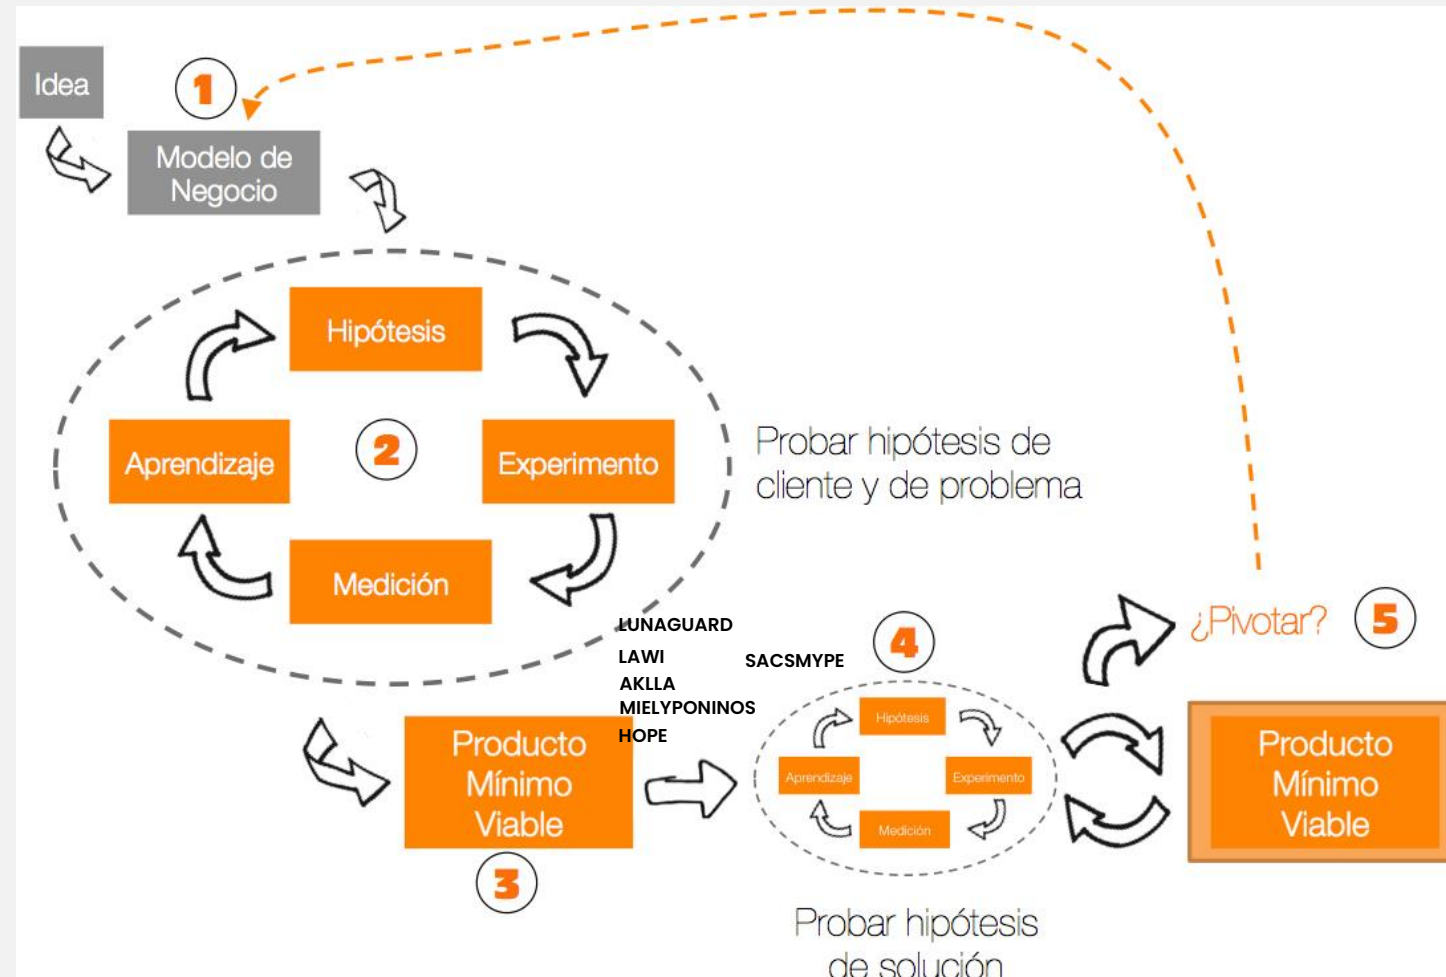 Idea
1
Modelo de
Negocio
Hipótesis
Aprendizaje
2
Experimento
Medición
Probar hipótesis de
cliente y de problema
LUNAGUARD
LAWI
SACSMYPE
AKLLA
MIELYPONINOS
HOPE
Producto
Mínimo
Viable
3
4
Hipótesis
Aprendizaje
Experimento
Medición
Probar hipótesis
de solución
¿Pivotar?
5
Producto
Mínimo
Viable